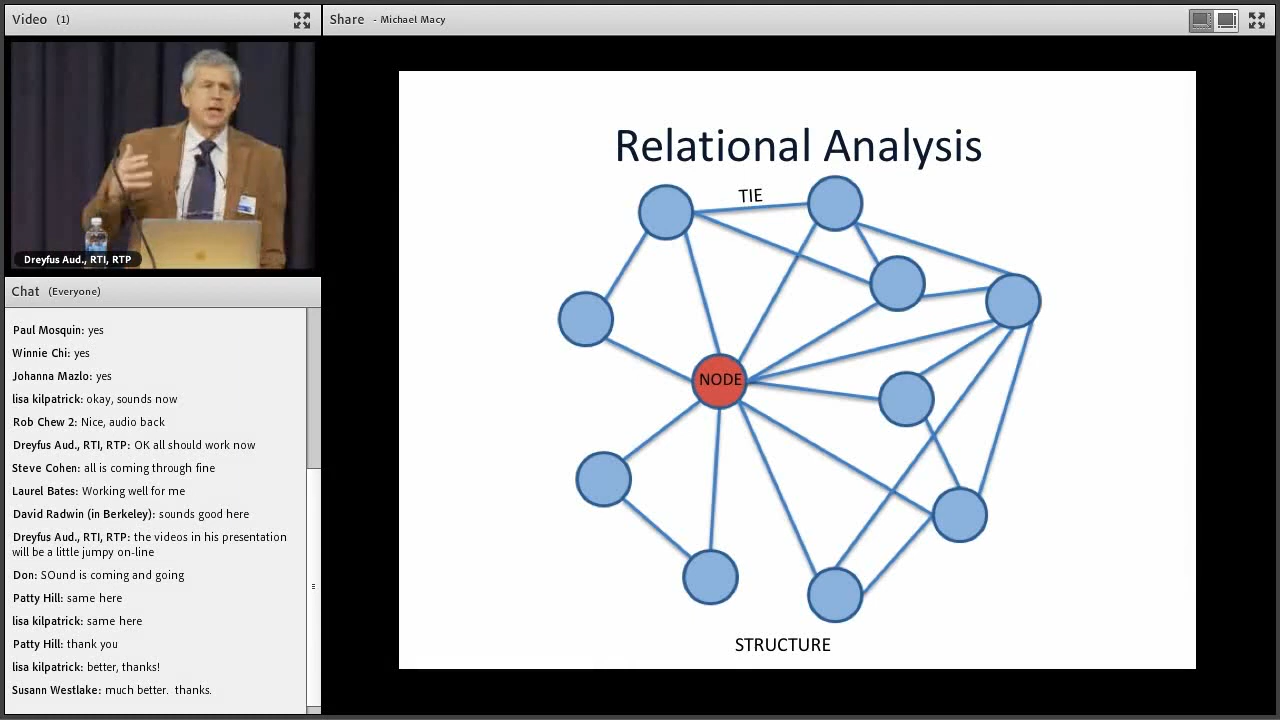 Video (1)
Share - Michael Macy
Dreyfus Aud., RTI, RTP
Chat (Everyone)
Paul Mosquin: yes
Winnie Chi: yes
Johanna Mazlo: yes
lisa kilpatrick: okay, sounds now
Rob Chew 2: Nice, audio back
Dreyfus Aud., RTI, RTP: OK all should work now
Steve Cohen: all is coming through fine
Laurel Bates: Working well for me
David Radwin (in Berkeley): sounds good here
Dreyfus Aud., RTI, RTP: the videos in his presentation
will be a little jumpy on-line
Don: SOund is coming and going
Patty Hill: same here
lisa kilpatrick: same here
Patty Hill: thank you
lisa kilpatrick: better, thanks!
Susann Westlake: much better. thanks.
Relational Analysis
TIE
NODE
STRUCTURE